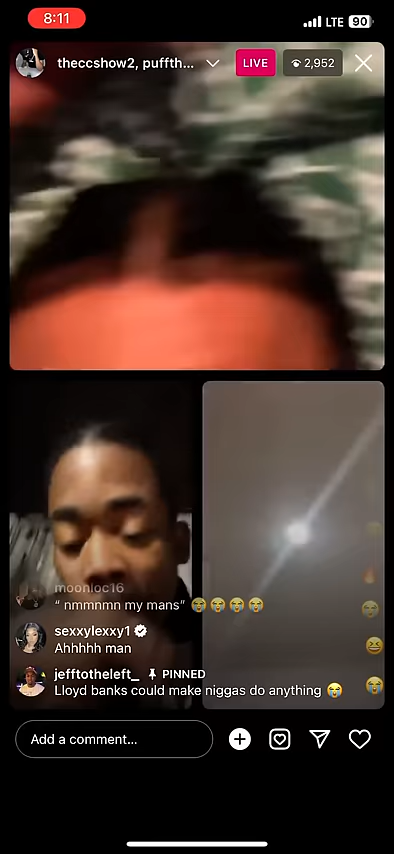 8:11
LTE 90
theccshow2, puffth...
LIVE
2,952
moonloc16
“ nmmnmn my mans” 😭😭😭😭
sexxylexxy1
Ahhhhh man
jefftotheleft_ PINNED
Lloyd banks could make niggas do anything 😭
Add a comment...